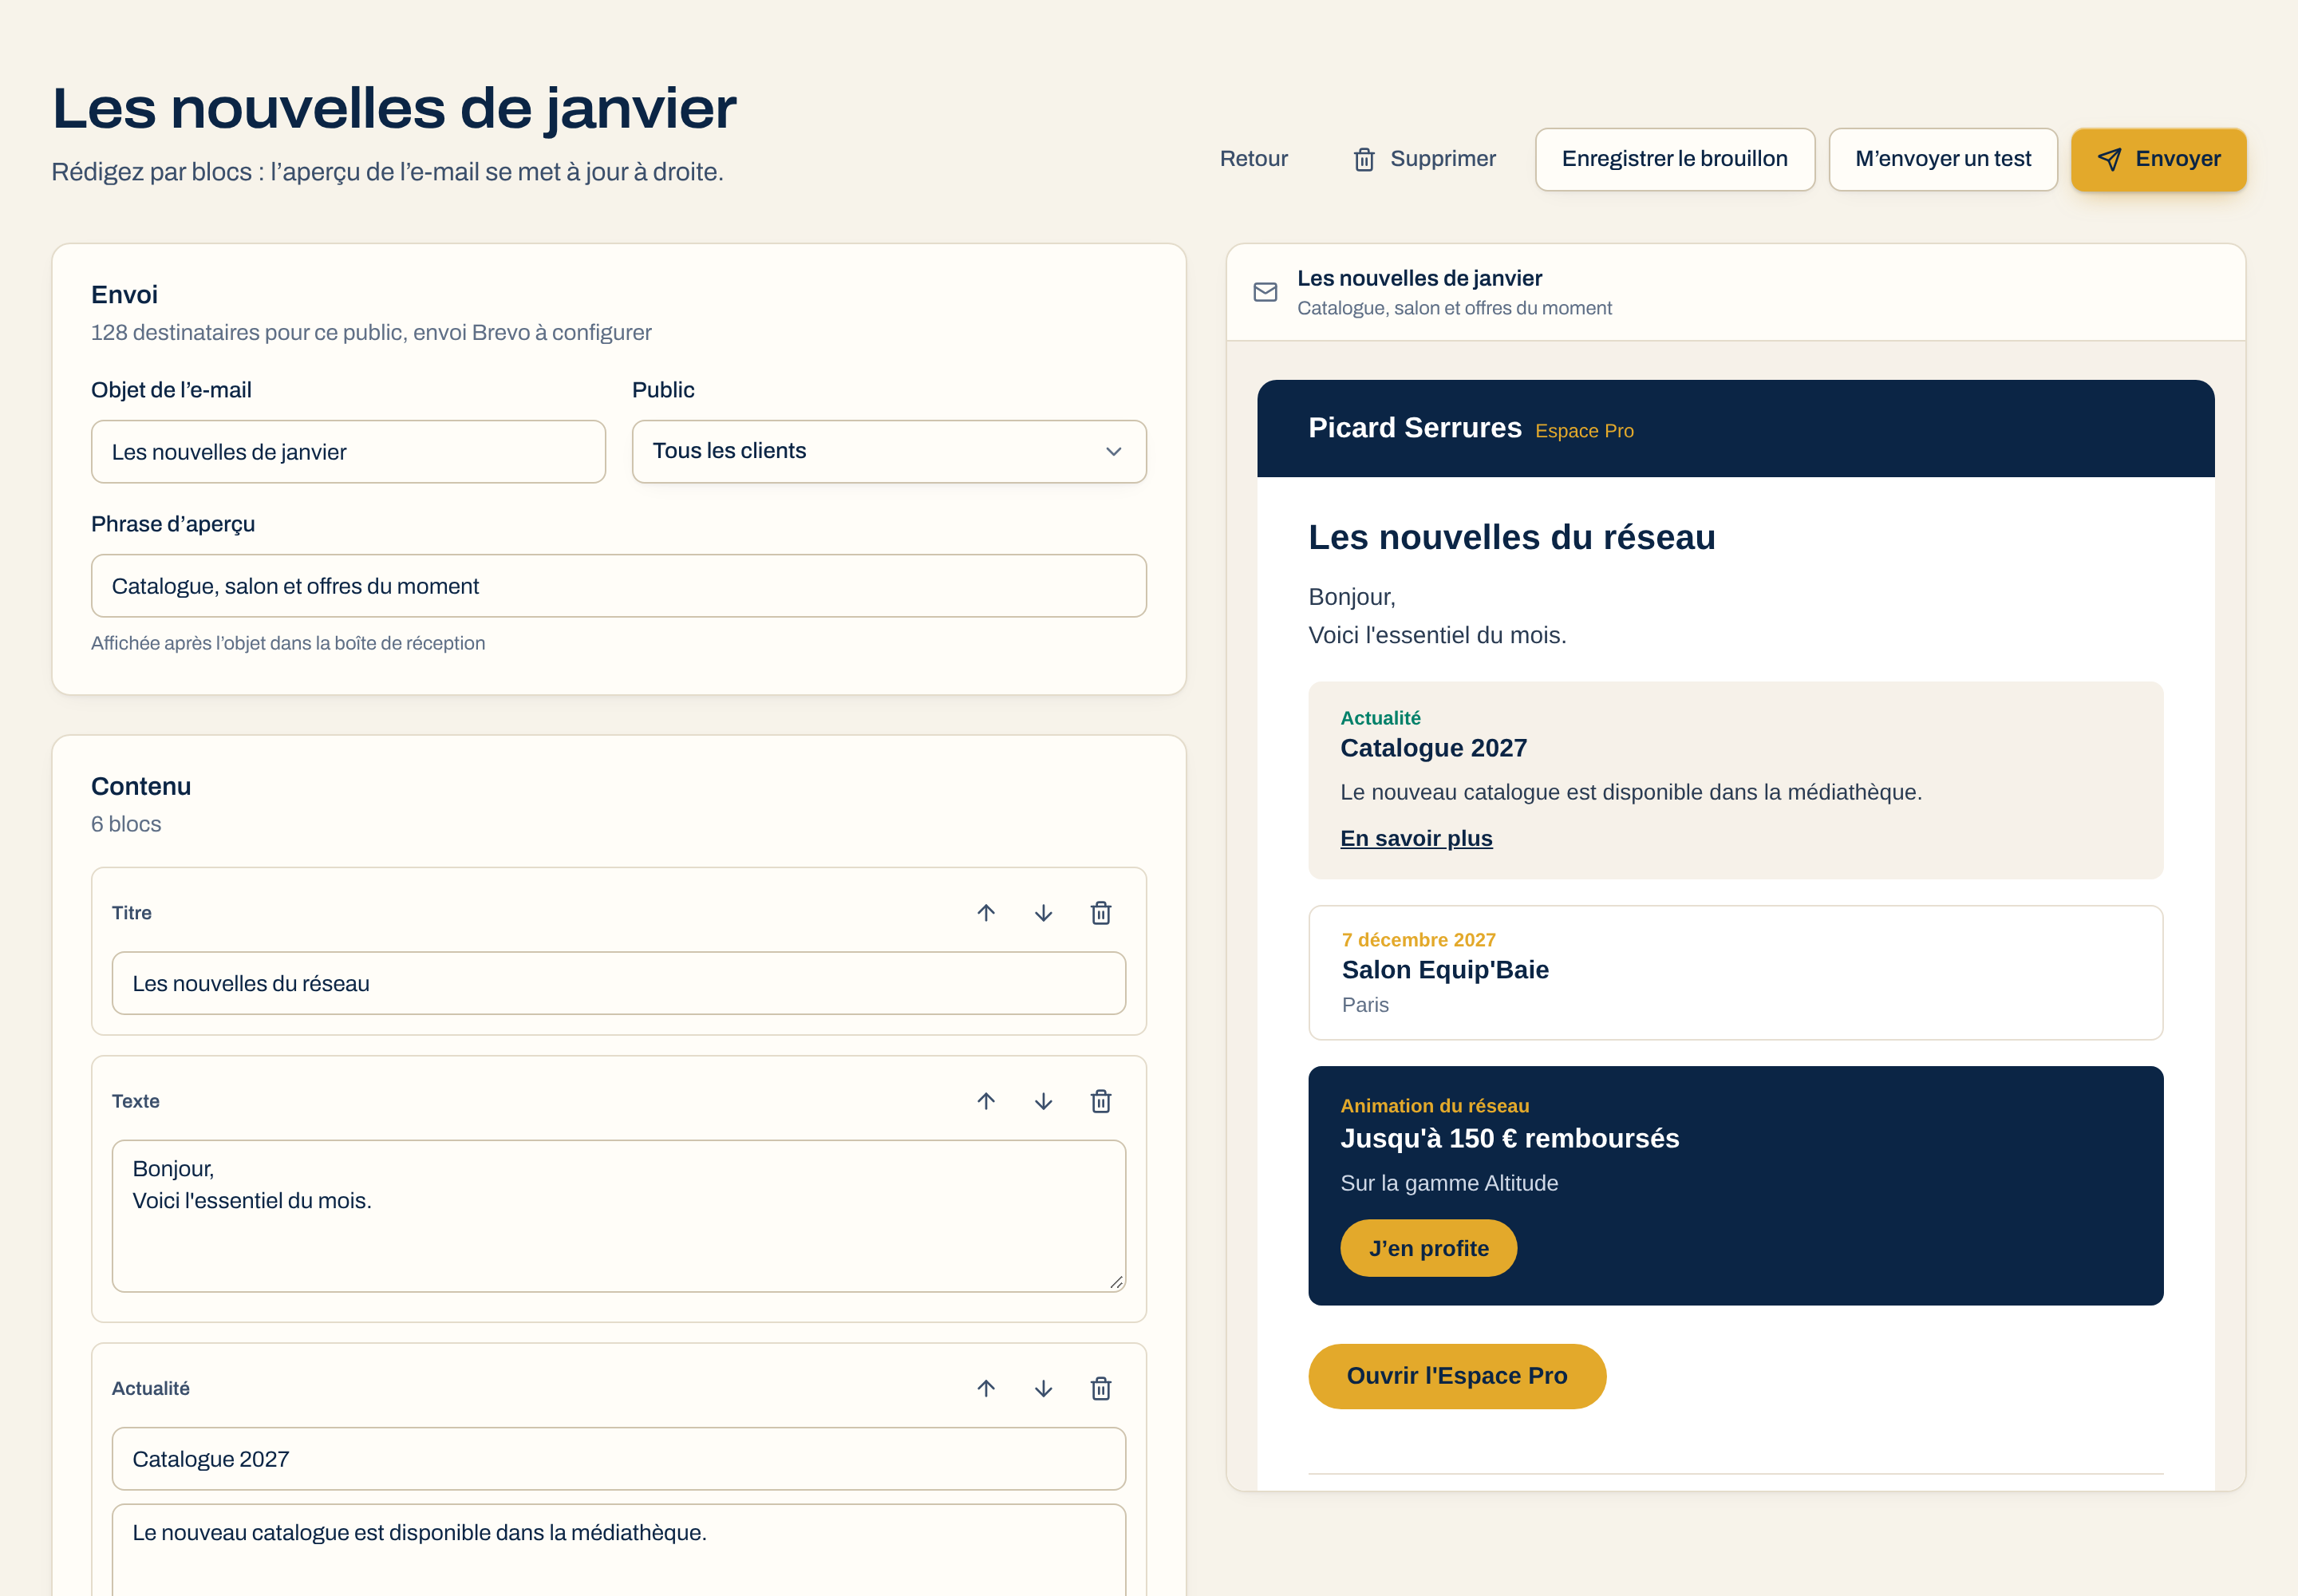 Les nouvelles de janvier
Rédigez par blocs : l’aperçu de l’e-mail se met à jour à droite.
Retour
Supprimer
Enregistrer le brouillon
M’envoyer un test
Envoyer
Envoi
128 destinataires pour ce public, envoi Brevo à configurer
Objet de l’e-mail
Public
Les nouvelles de janvier
Tous les clients
Phrase d’aperçu
Catalogue, salon et offres du moment
Affichée après l’objet dans la boîte de réception
Contenu
6 blocs
Titre
Les nouvelles du réseau
Texte
Bonjour,
Voici l'essentiel du mois.
Actualité
Catalogue 2027
Le nouveau catalogue est disponible dans la médiathèque.
Les nouvelles de janvier
Catalogue, salon et offres du moment
Picard Serrures Espace Pro
Les nouvelles du réseau
Bonjour,
Voici l'essentiel du mois.
Actualité
Catalogue 2027
Le nouveau catalogue est disponible dans la médiathèque.
En savoir plus
7 décembre 2027
Salon Equip'Baie
Paris
Animation du réseau
Jusqu'à 150 € remboursés
Sur la gamme Altitude
J’en profite
Ouvrir l'Espace Pro